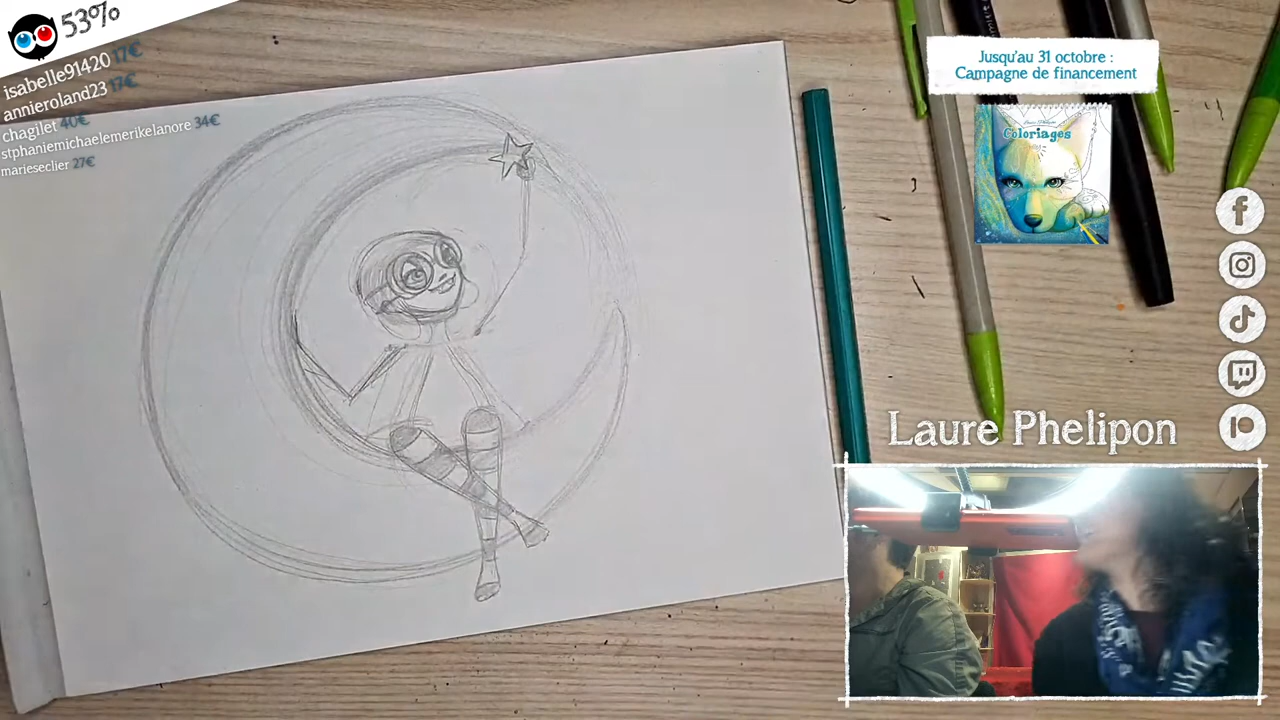 53%
isabelle91420 17€
annieroland23 17€
chagilet 40€
stphaniemichaelemerikelanore 34€
marieseclier 27€
Jusqu'au 31 octobre :
Campagne de financement
Coloriages
Laure Phelipon